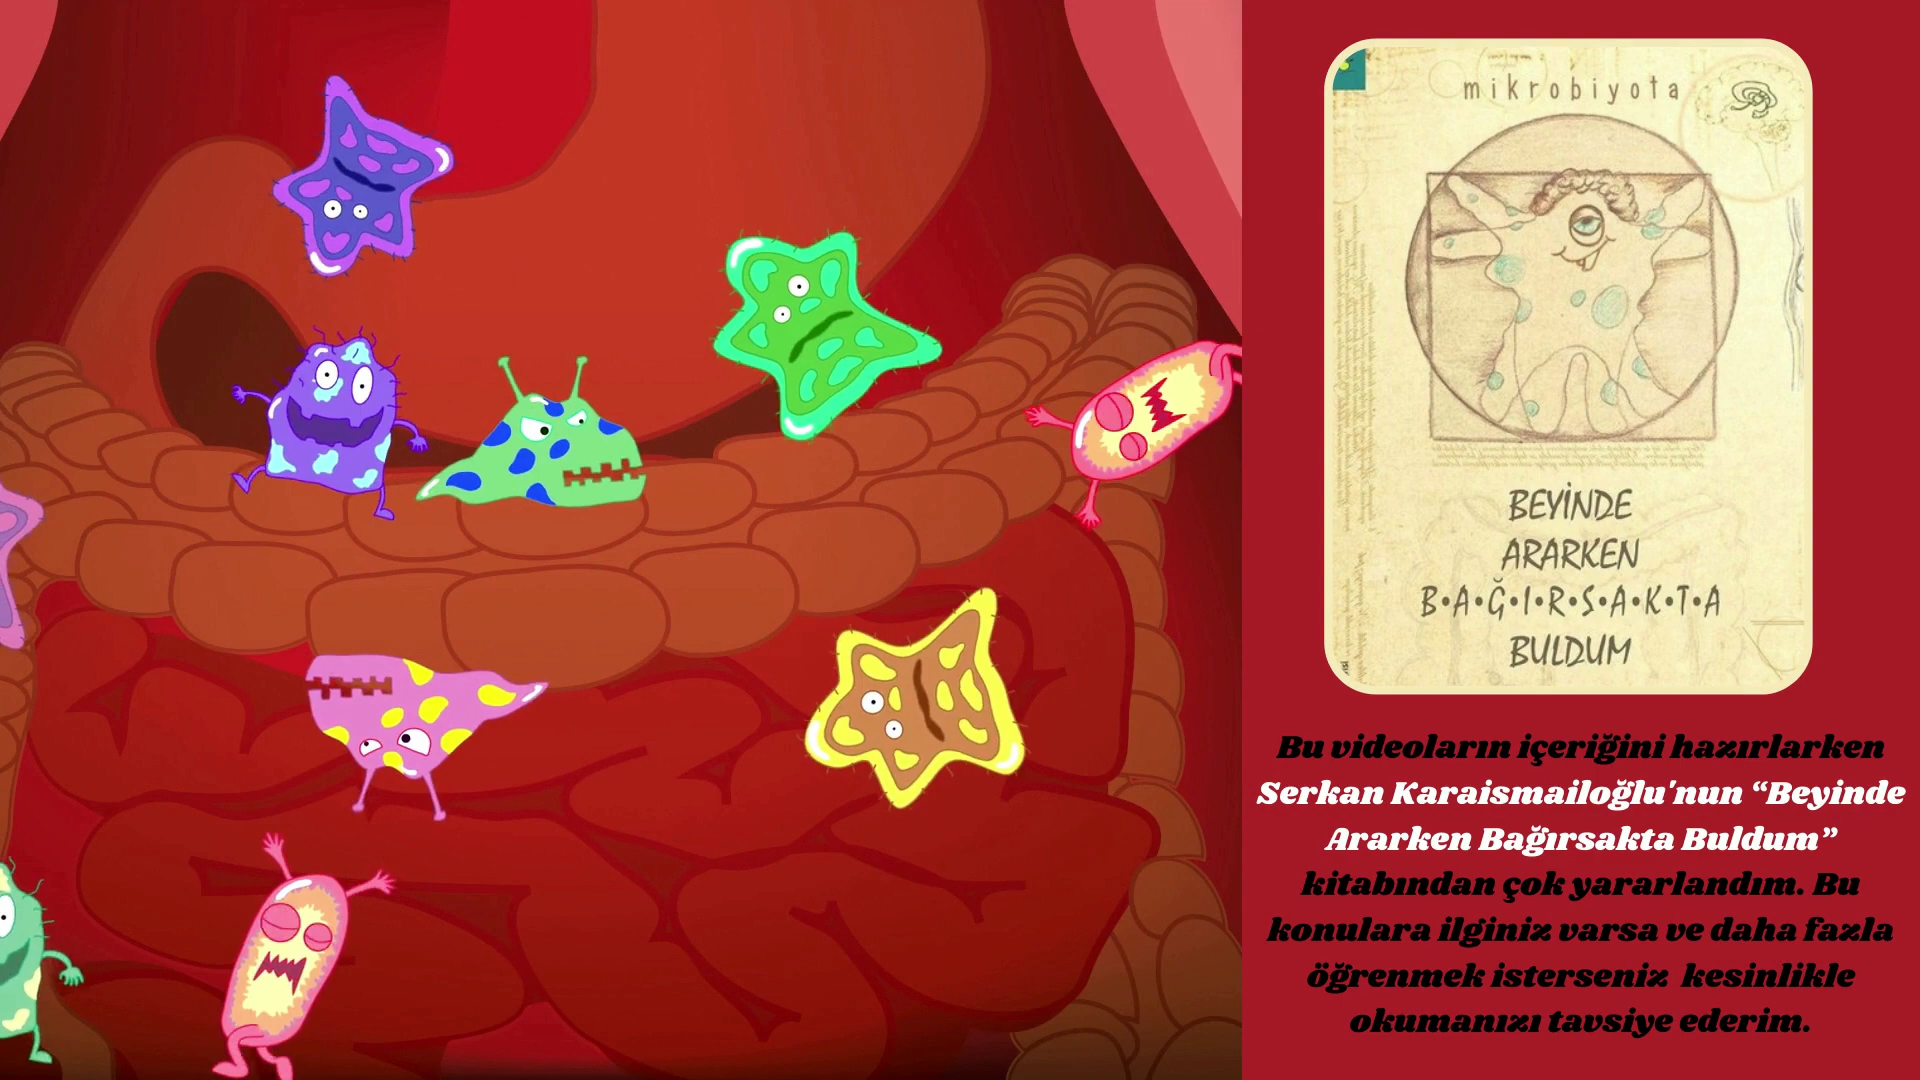 mikrobiyota
BEYİNDE
ARARKEN
B•A•Ğ•I•R•S•A•K•T•A
BULDUM
Bu videoların içeriğini hazırlarken
Serkan Karaismailoğlu'nun “Beyinde
Ararken Bağırsakta Buldum”
kitabından çok yararlandım. Bu
konulara ilginiz varsa ve daha fazla
öğrenmek isterseniz kesinlikle
okumanızı tavsiye ederim.